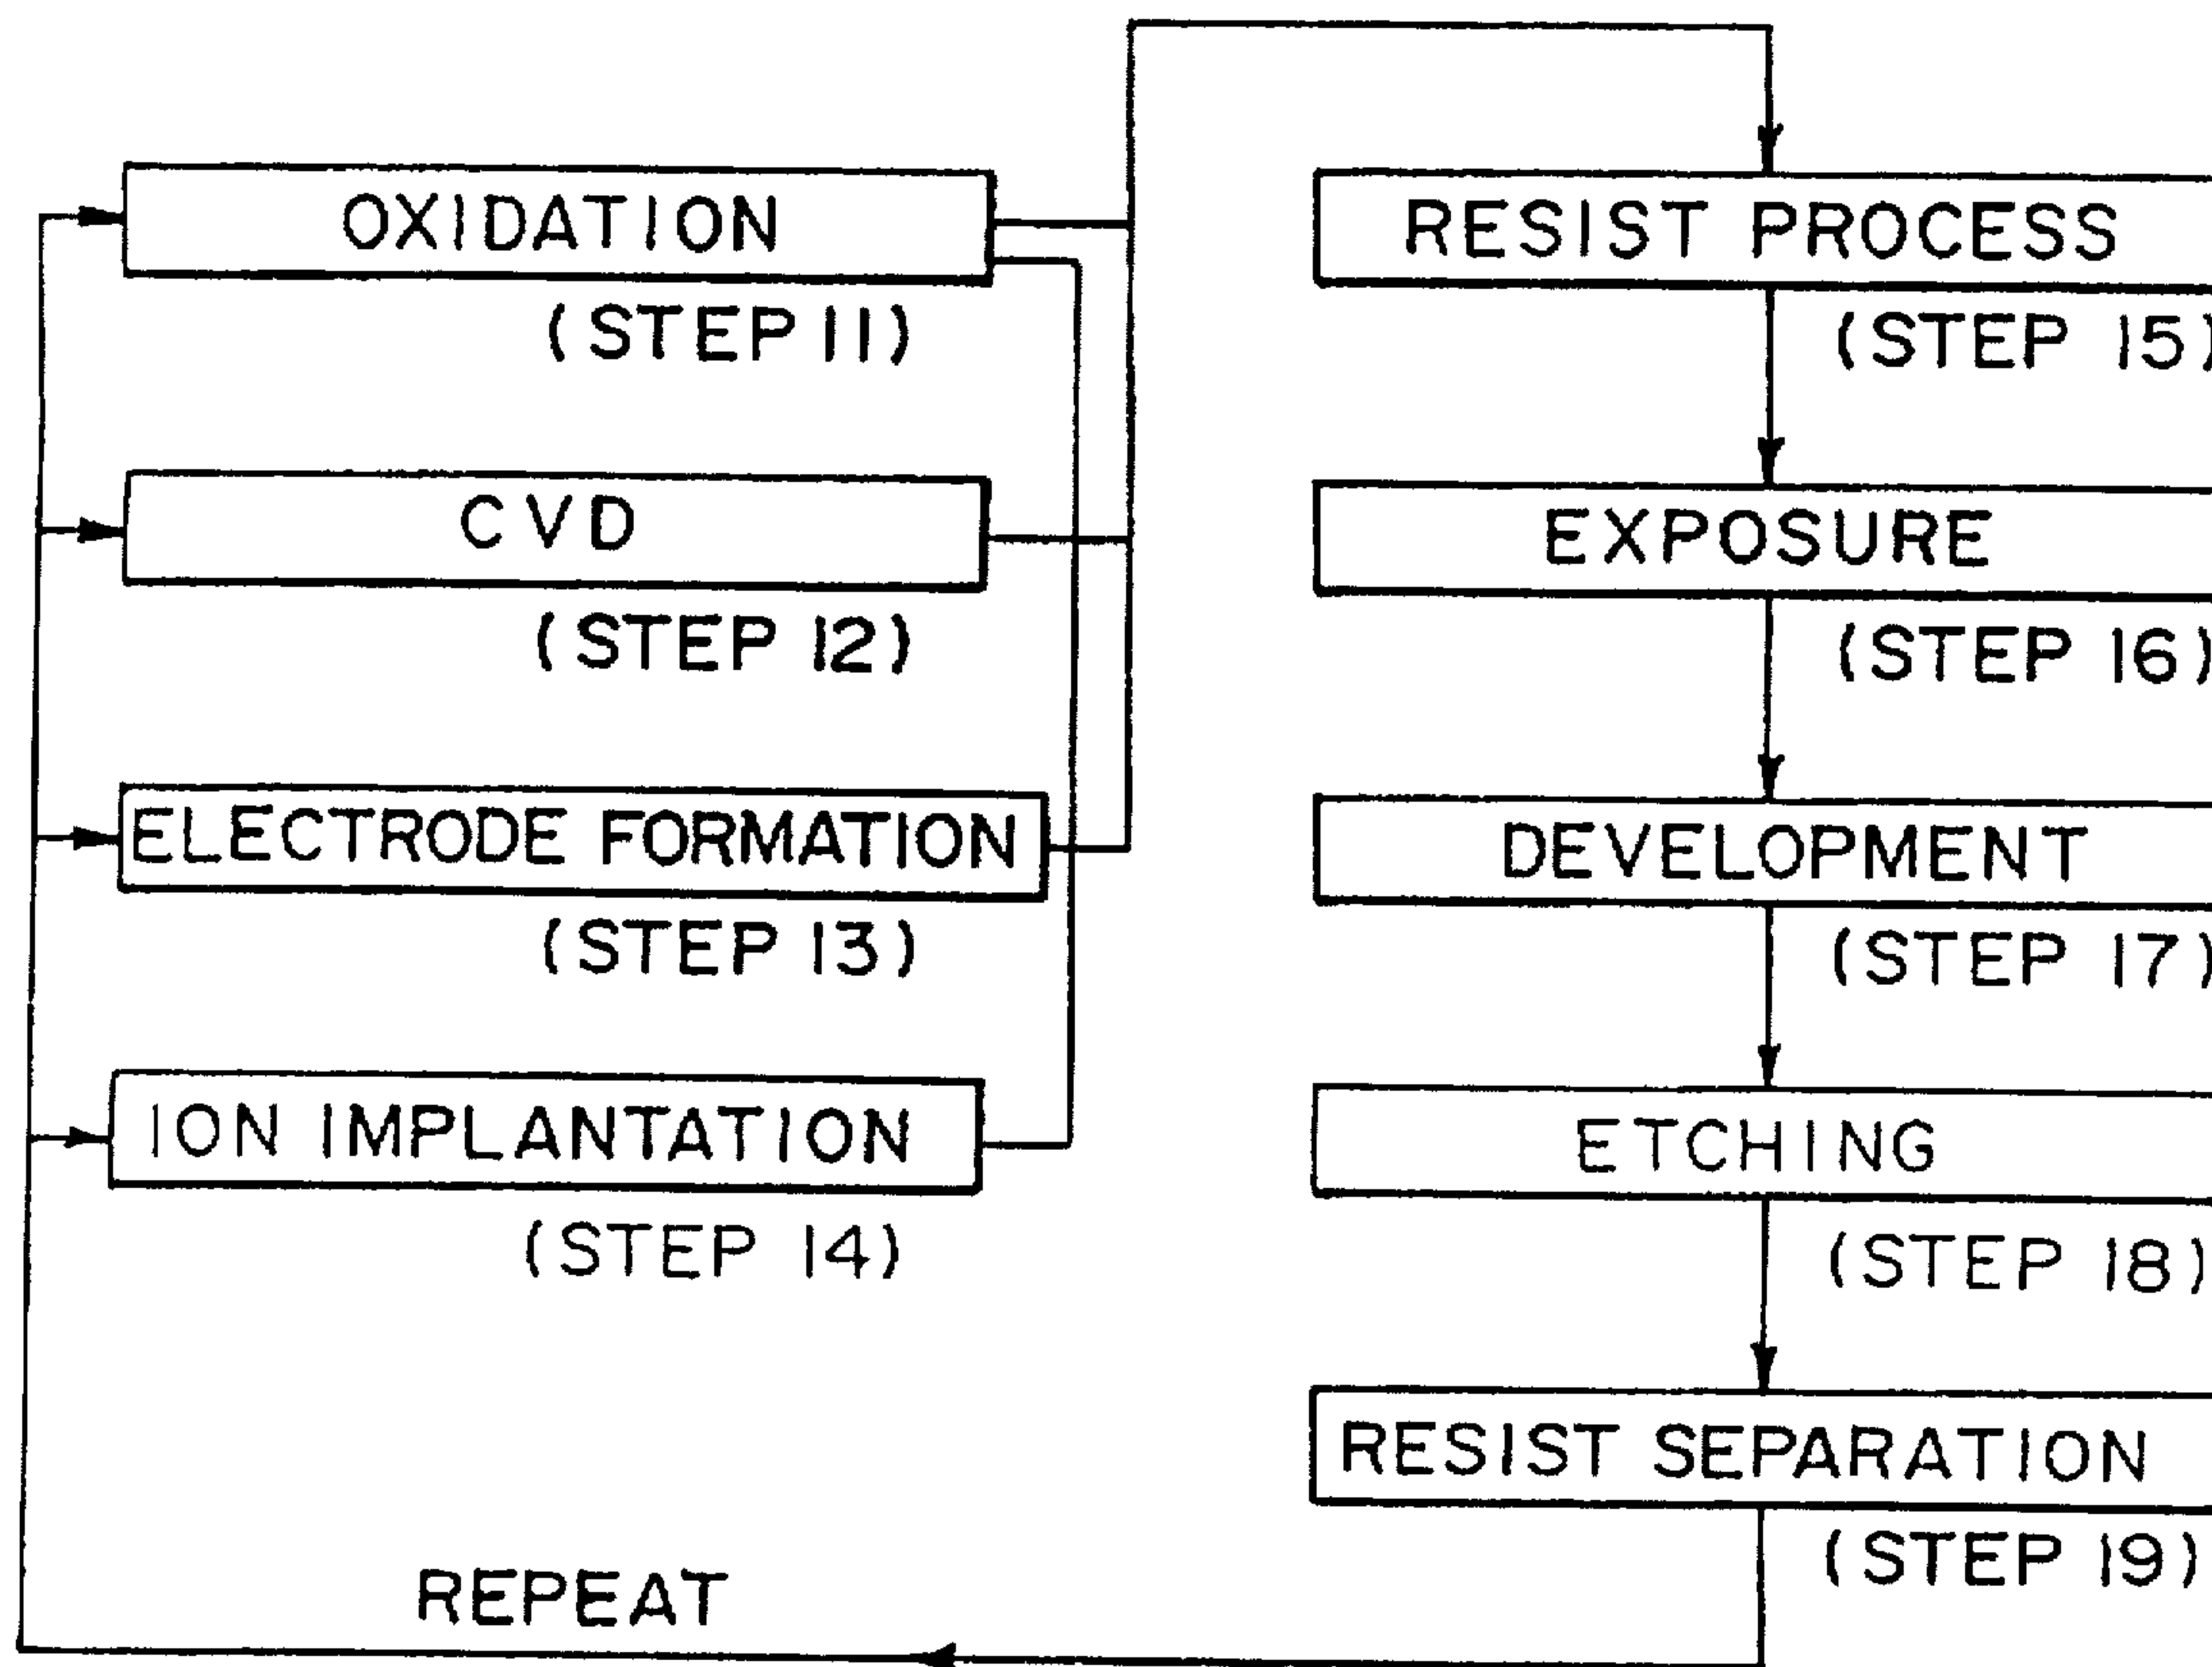 OXIDATION
(STEP 11)
CVD
(STEP 12)
ELECTRODE FORMATION
(STEP 13)
ION IMPLANTATION
(STEP 14)
RESIST PROCESS
(STEP 15)
EXPOSURE
(STEP 16)
DEVELOPMENT
(STEP 17)
ETCHING
(STEP 18)
RESIST SEPARATION
(STEP 19)
REPEAT